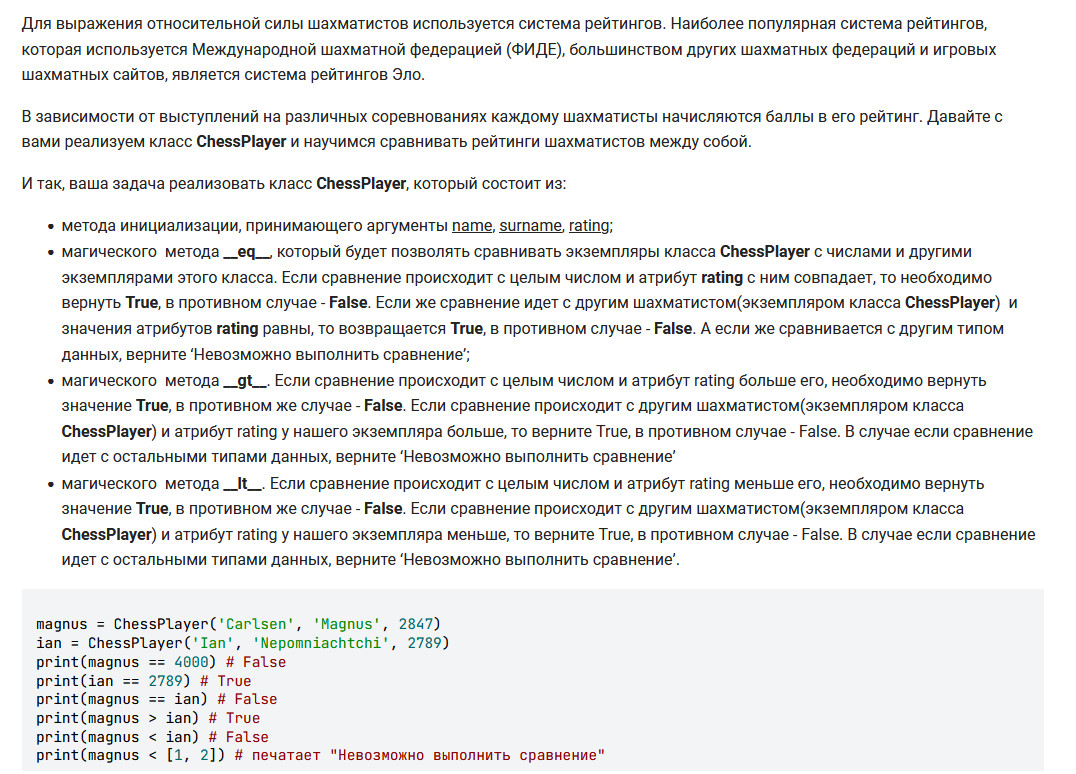 Для выражения относительной силы шахматистов используется система рейтингов. Наиболее популярная система рейтингов,
которая используется Международной шахматной федерацией (ФИДЕ), большинством других шахматных федераций и игровых
шахматных сайтов, является система рейтингов Эло.
В зависимости от выступлений на различных соревнованиях каждому шахматисты начисляются баллы в его рейтинг. Давайте с
вами реализуем класс ChessPlayer и научимся сравнивать рейтинги шахматистов между собой.
И так, ваша задача реализовать класс ChessPlayer, который состоит из:
• метода инициализации, принимающего аргументы name, surname, rating;
• магического метода __eq__, который будет позволять сравнивать экземпляры класса ChessPlayer с числами и другими
экземплярами этого класса. Если сравнение происходит с целым числом и атрибут rating с ним совпадает, то необходимо
вернуть True, в противном случае - False. Если же сравнение идет с другим шахматистом(экземпляром класса ChessPlayer) и
значения атрибутов rating равны, то возвращается True, в противном случае - False. А если же сравнивается с другим типом
данных, верните ‘Невозможно выполнить сравнение’;
• магического метода __gt__. Если сравнение происходит с целым числом и атрибут rating больше его, необходимо вернуть
значение True, в противном же случае - False. Если сравнение происходит с другим шахматистом(экземпляром класса
ChessPlayer) и атрибут rating у нашего экземпляра больше, то верните True, в противном случае - False. В случае если сравнение
идет с остальными типами данных, верните ‘Невозможно выполнить сравнение’
• магического метода __lt__. Если сравнение происходит с целым числом и атрибут rating меньше его, необходимо вернуть
значение True, в противном же случае - False. Если сравнение происходит с другим шахматистом(экземпляром класса
ChessPlayer) и атрибут rating у нашего экземпляра меньше, то верните True, в противном случае - False. В случае если сравнение
идет с остальными типами данных, верните ‘Невозможно выполнить сравнение’.
magnus = ChessPlayer('Carlsen', 'Magnus', 2847)
ian = ChessPlayer('Ian', 'Nepomniachtchi', 2789)
print(magnus == 4000) # False
print(ian == 2789) # True
print(magnus == ian) # False
print(magnus > ian) # True
print(magnus < ian) # False
print(magnus < [1, 2]) # печатает "Невозможно выполнить сравнение"